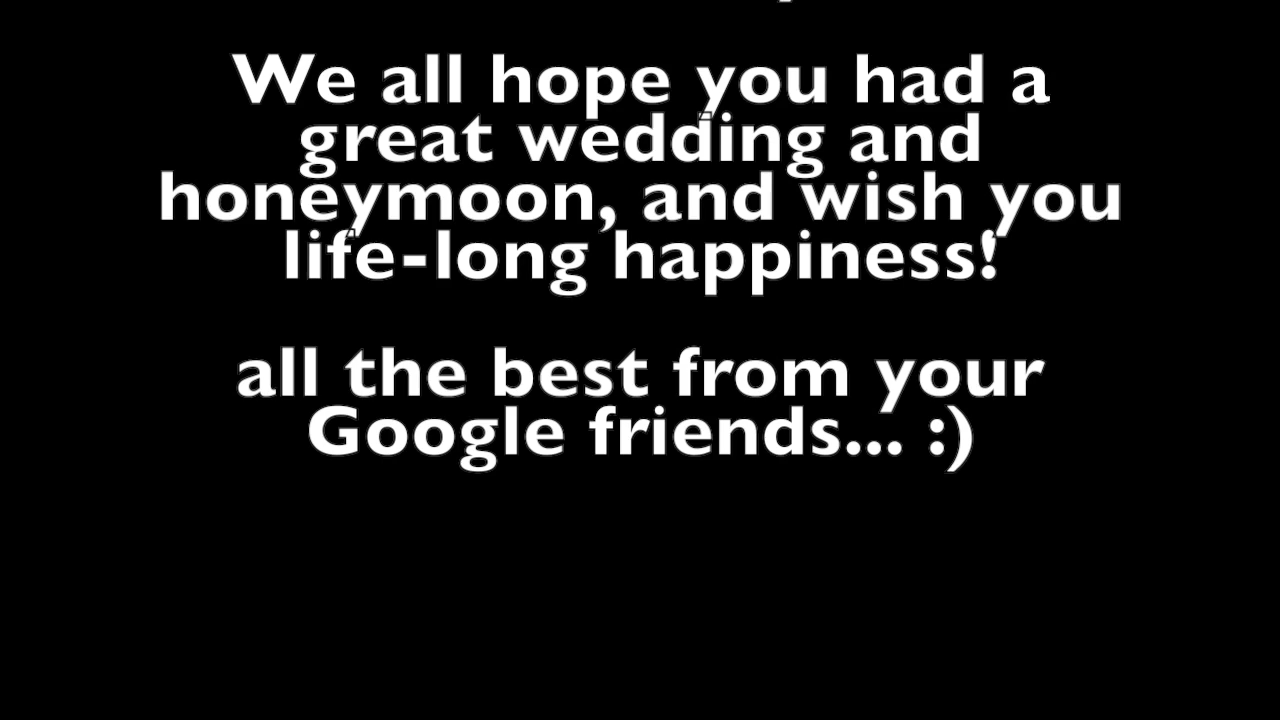 We all hope you had a
great wedding and
honeymoon, and wish you
life-long happiness!
all the best from your
Google friends... :)